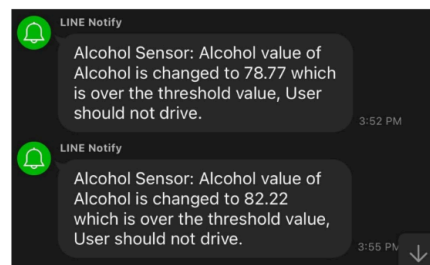 LINE Notify
Alcohol Sensor: Alcohol value of
Alcohol is changed to 78.77 which
is over the threshold value, User
should not drive.
3:52 PM
LINE Notify
Alcohol Sensor: Alcohol value of
Alcohol is changed to 82.22
which is over the threshold value,
User should not drive.
3:55 PM